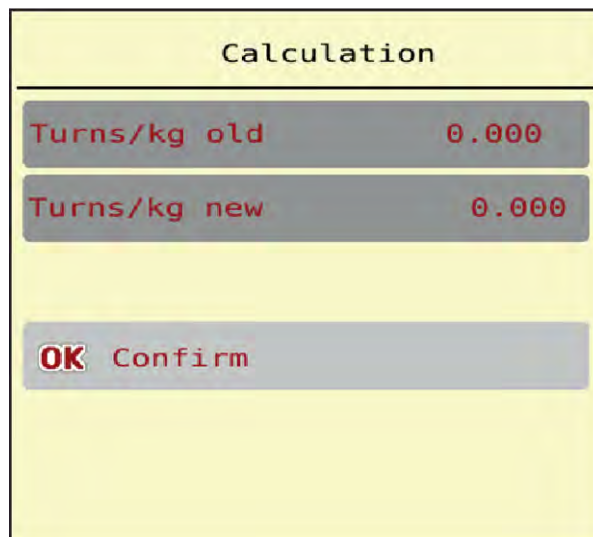 Calculation
Turns/kg old 0.000
Turns/kg new 0.000
OK Confirm